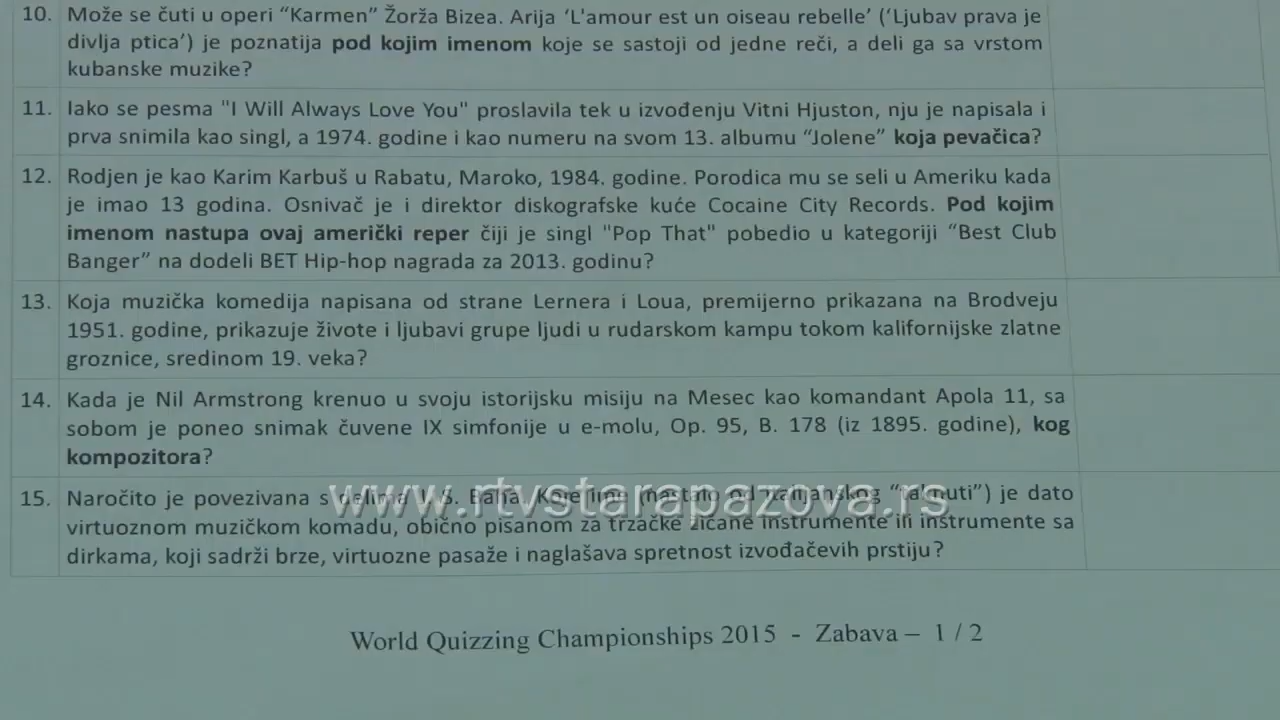 10. Može se čuti u operi “Karmen” Žorža Bizea. Arija ‘L'amour est un oiseau rebelle’ (‘Ljubav prava je
divlja ptica’) je poznatija pod kojim imenom koje se sastoji od jedne reči, a deli ga sa vrstom
kubanske muzike?
11. Iako se pesma "I Will Always Love You" proslavila tek u izvođenju Vitni Hjuston, nju je napisala i
prva snimila kao singl, a 1974. godine i kao numeru na svom 13. albumu “Jolene” koja pevačica?
12. Rodjen je kao Karim Karbuš u Rabatu, Maroko, 1984. godine. Porodica mu se seli u Ameriku kada
je imao 13 godina. Osnivač je i direktor diskografske kuće Cocaine City Records. Pod kojim
imenom nastupa ovaj američki reper čiji je singl "Pop That" pobedio u kategoriji “Best Club
Banger” na dodeli BET Hip-hop nagrada za 2013. godinu?
13. Koja muzička komedija napisana od strane Lernera i Loua, premijerno prikazana na Brodveju
1951. godine, prikazuje živote i ljubavi grupe ljudi u rudarskom kampu tokom kalifornijske zlatne
groznice, sredinom 19. veka?
14. Kada je Nil Armstrong krenuo u svoju istorijsku misiju na Mesec kao komandant Apola 11, sa
sobom je poneo snimak čuvene IX simfonije u e-molu, Op. 95, B. 178 (iz 1895. godine), kog
kompozitora?
15. Naročito je povezivana s delima J. S. Baha. Koje ime (nastalo od italijanskog “ta'knuti”) je dato
virtuoznom muzičkom komadu, obično pisanom za trzačke žičane instrumente ili instrumente sa
dirkama, koji sadrži brze, virtuozne pasaže i naglašava spretnost izvođačevih prstiju?
www.rtvstarapazova.rs
World Quizzing Championships 2015 - Zabava – 1 / 2